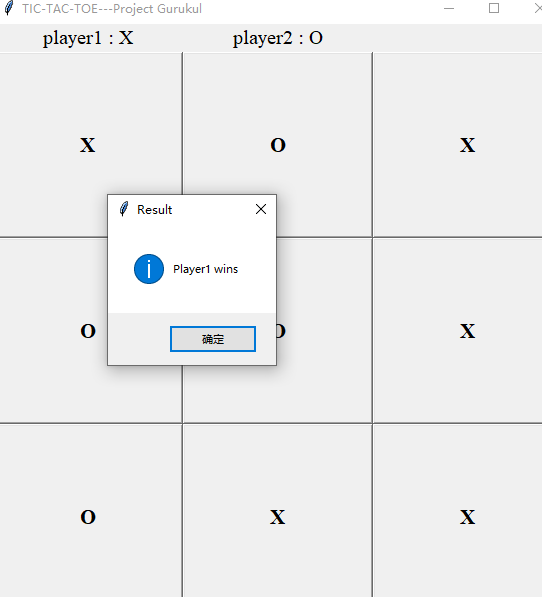 TIC-TAC-TOE---Project Gurukul
player1 : X player2 : O
X O X
Result
Player1 wins
O O X
确定
O X X